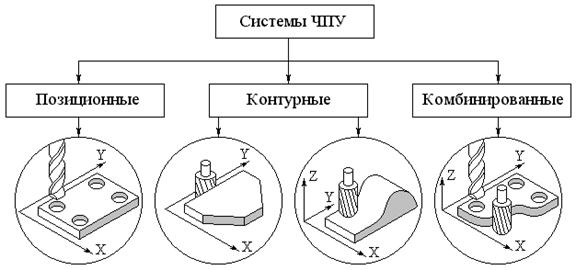 Системы ЧПУ
Позиционные
Контурные
Комбинированные
Y
X
Y
X
Z
Y
X
Z
Y
X